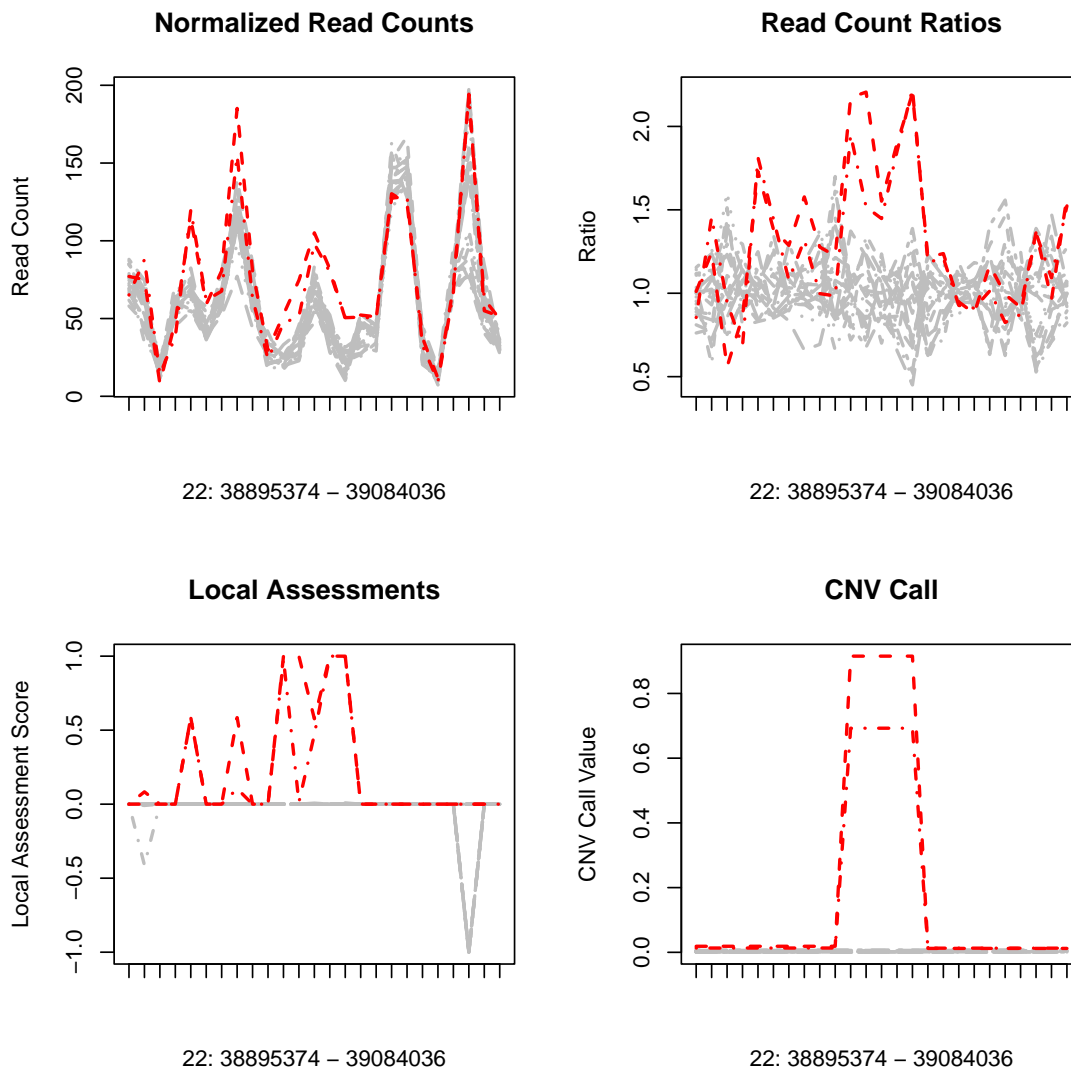 Normalized Read Counts
Read Count
0
50
100
150
200
22: 38895374 − 39084036
Read Count Ratios
Ratio
0.5
1.0
1.5
2.0
22: 38895374 − 39084036
Local Assessments
Local Assessment Score
−1.0
−0.5
0.0
0.5
1.0
22: 38895374 − 39084036
CNV Call
CNV Call Value
0.0
0.2
0.4
0.6
0.8
22: 38895374 − 39084036